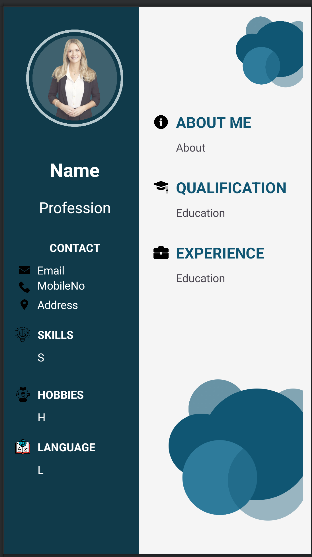 Name
Profession
CONTACT
Email
MobileNo
Address
SKILLS
S
HOBBIES
H
LANGUAGE
L
ABOUT ME
About
QUALIFICATION
Education
EXPERIENCE
Education